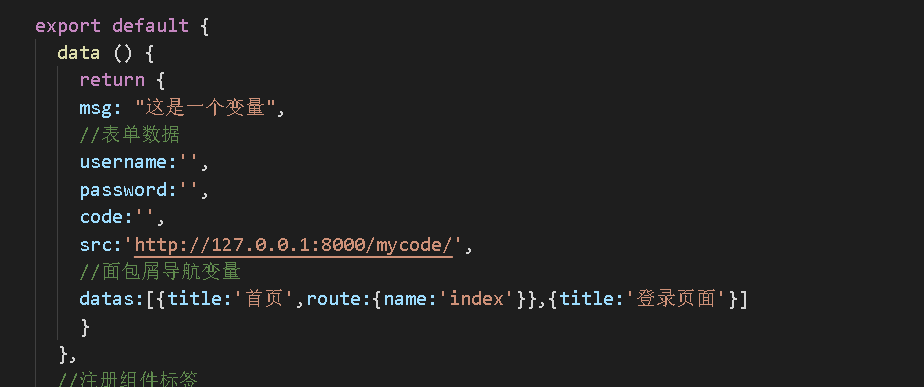 export default {
data () {
return {
msg: "这是一个变量",
//表单数据
username:'',
password:'',
code:'',
src:'http://127.0.0.1:8000/mycode/',
//面包屑导航变量
datas:[{title:'首页',route:{name:'index'}},{title:'登录页面'}]
}
},
//注册组件标签